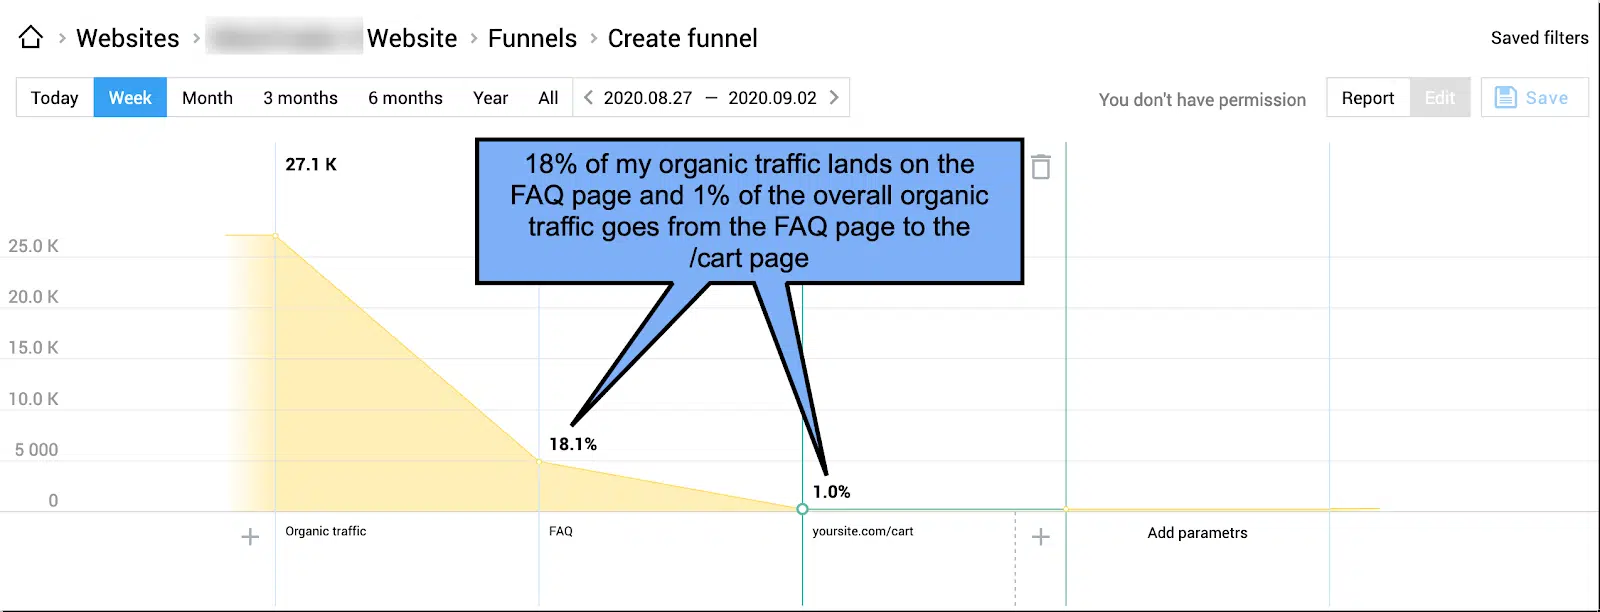 Websites Website Funnels Create funnel
Saved filters
Today Week Month 3 months 6 months Year All 2020.08.27 — 2020.09.02
You don't have permission Report Edit Save
27.1 K
18% of my organic traffic lands on the
FAQ page and 1% of the overall organic
traffic goes from the FAQ page to the
/cart page
25.0 K
20.0 K
15.0 K
10.0 K
5 000
0
18.1%
1.0%
Organic traffic
FAQ
yoursite.com/cart
Add parametrs